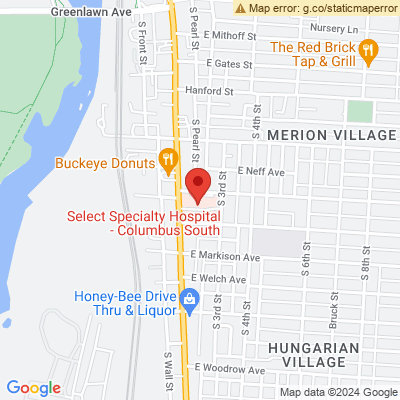 Map error: g.co/staticmaperror
Greenlawn Ave
Nursery Ln
S Front St
S Pearl St
E Mithoff St
The Red Brick
Tap & Grill
E Gates St
Hanford St
S 4th St
MERION VILLAGE
S Pearl St
Buckeye Donuts
E Neff Ave
S 3rd St
Select Specialty Hospital
- Columbus South
E Markison Ave
S 6th St
S 8th St
E Welch Ave
Honey-Bee Drive
Thru & Liquor
S 3rd St
S 4th St
Bruck St
HUNGARIAN
VILLAGE
S Wall St
E Woodrow Ave
Google
Map data ©2024 Google